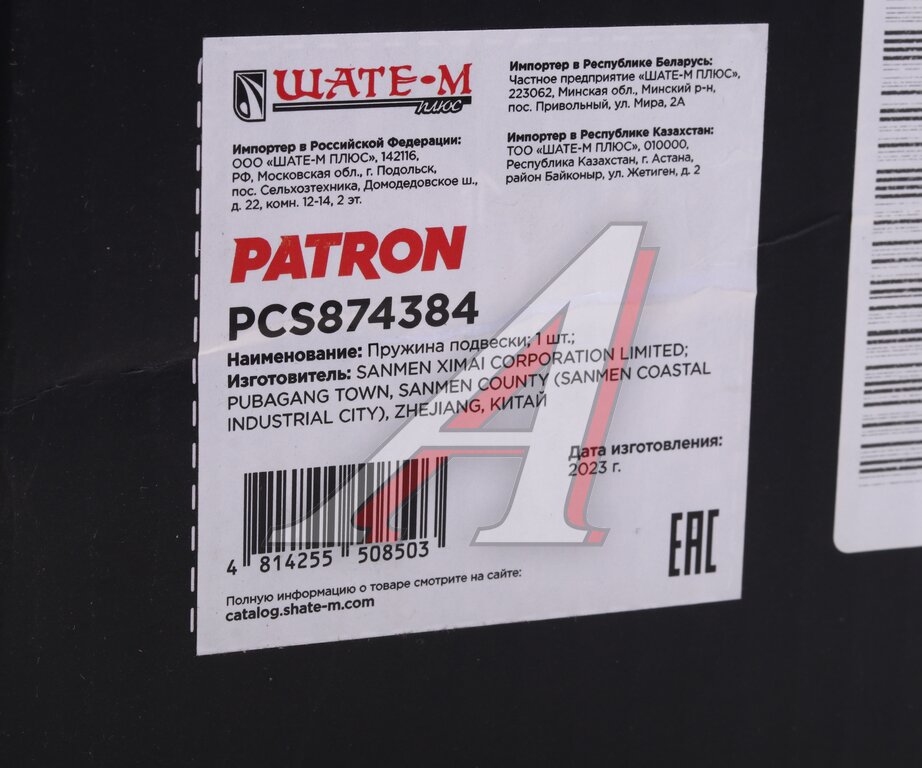 ШАТЕ-М
ПЛЮС
Импортер в Российской Федерации:
ООО «ШАТЕ-М ПЛЮС», 142116,
РФ, Московская обл., г. Подольск,
пос. Сельхозтехника, Домодедовское ш.,
д. 22, комн. 12-14, 2 эт.
Импортер в Республике Беларусь:
Частное предприятие «ШАТЕ-М ПЛЮС»,
223062, Минская обл., Минский р-н,
пос. Привольный, ул. Мира, 2А
Импортер в Республике Казахстан:
ТОО «ШАТЕ-М ПЛЮС», 010000,
Республика Казахстан, г. Астана,
район Байконыр, ул. Жетиген, д. 2
PATRON
PCS874384
Наименование: Пружина подвески; 1 шт.;
Изготовитель: SANMEN XIMAI CORPORATION LIMITED;
PUBAGANG TOWN, SANMEN COUNTY (SANMEN COASTAL
INDUSTRIAL CITY), ZHEJIANG, КИТАЙ
Дата изготовления:
2023 г.
4 814255 508503
EAC
Полную информацию о товаре смотрите на сайте:
catalog.shate-m.com